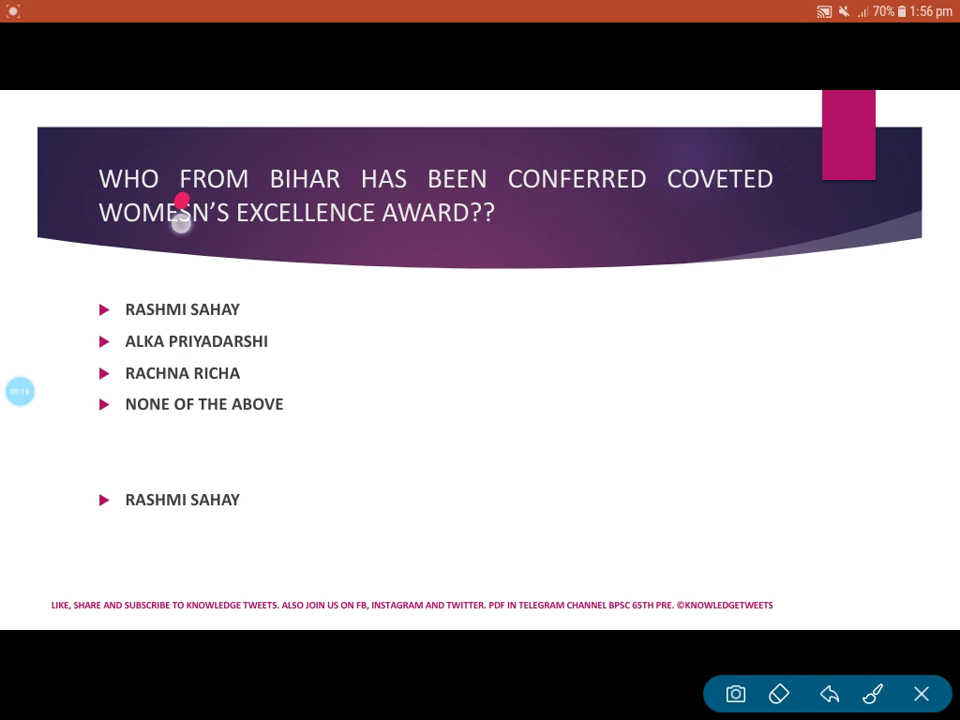 70% 1:56 pm
WHO FROM BIHAR HAS BEEN CONFERRED COVETED
WOMESN'S EXCELLENCE AWARD??
RASHMI SAHAY
ALKA PRIYADARSHI
RACHNA RICHA
NONE OF THE ABOVE
RASHMI SAHAY
LIKE, SHARE AND SUBSCRIBE TO KNOWLEDGE TWEETS. ALSO JOIN US ON FB, INSTAGRAM AND TWITTER. PDF IN TELEGRAM CHANNEL BPSC 65TH PRE. ©KNOWLEDGETWEETS